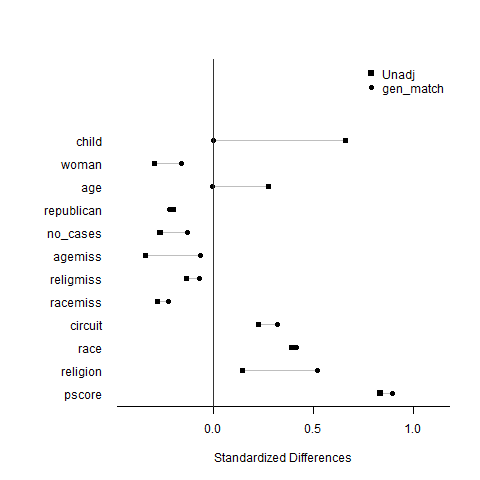 Unadj
gen_match
child
woman
age
republican
no_cases
agemiss
religmiss
racemiss
circuit
race
religion
pscore
0.0 0.5 1.0
Standardized Differences